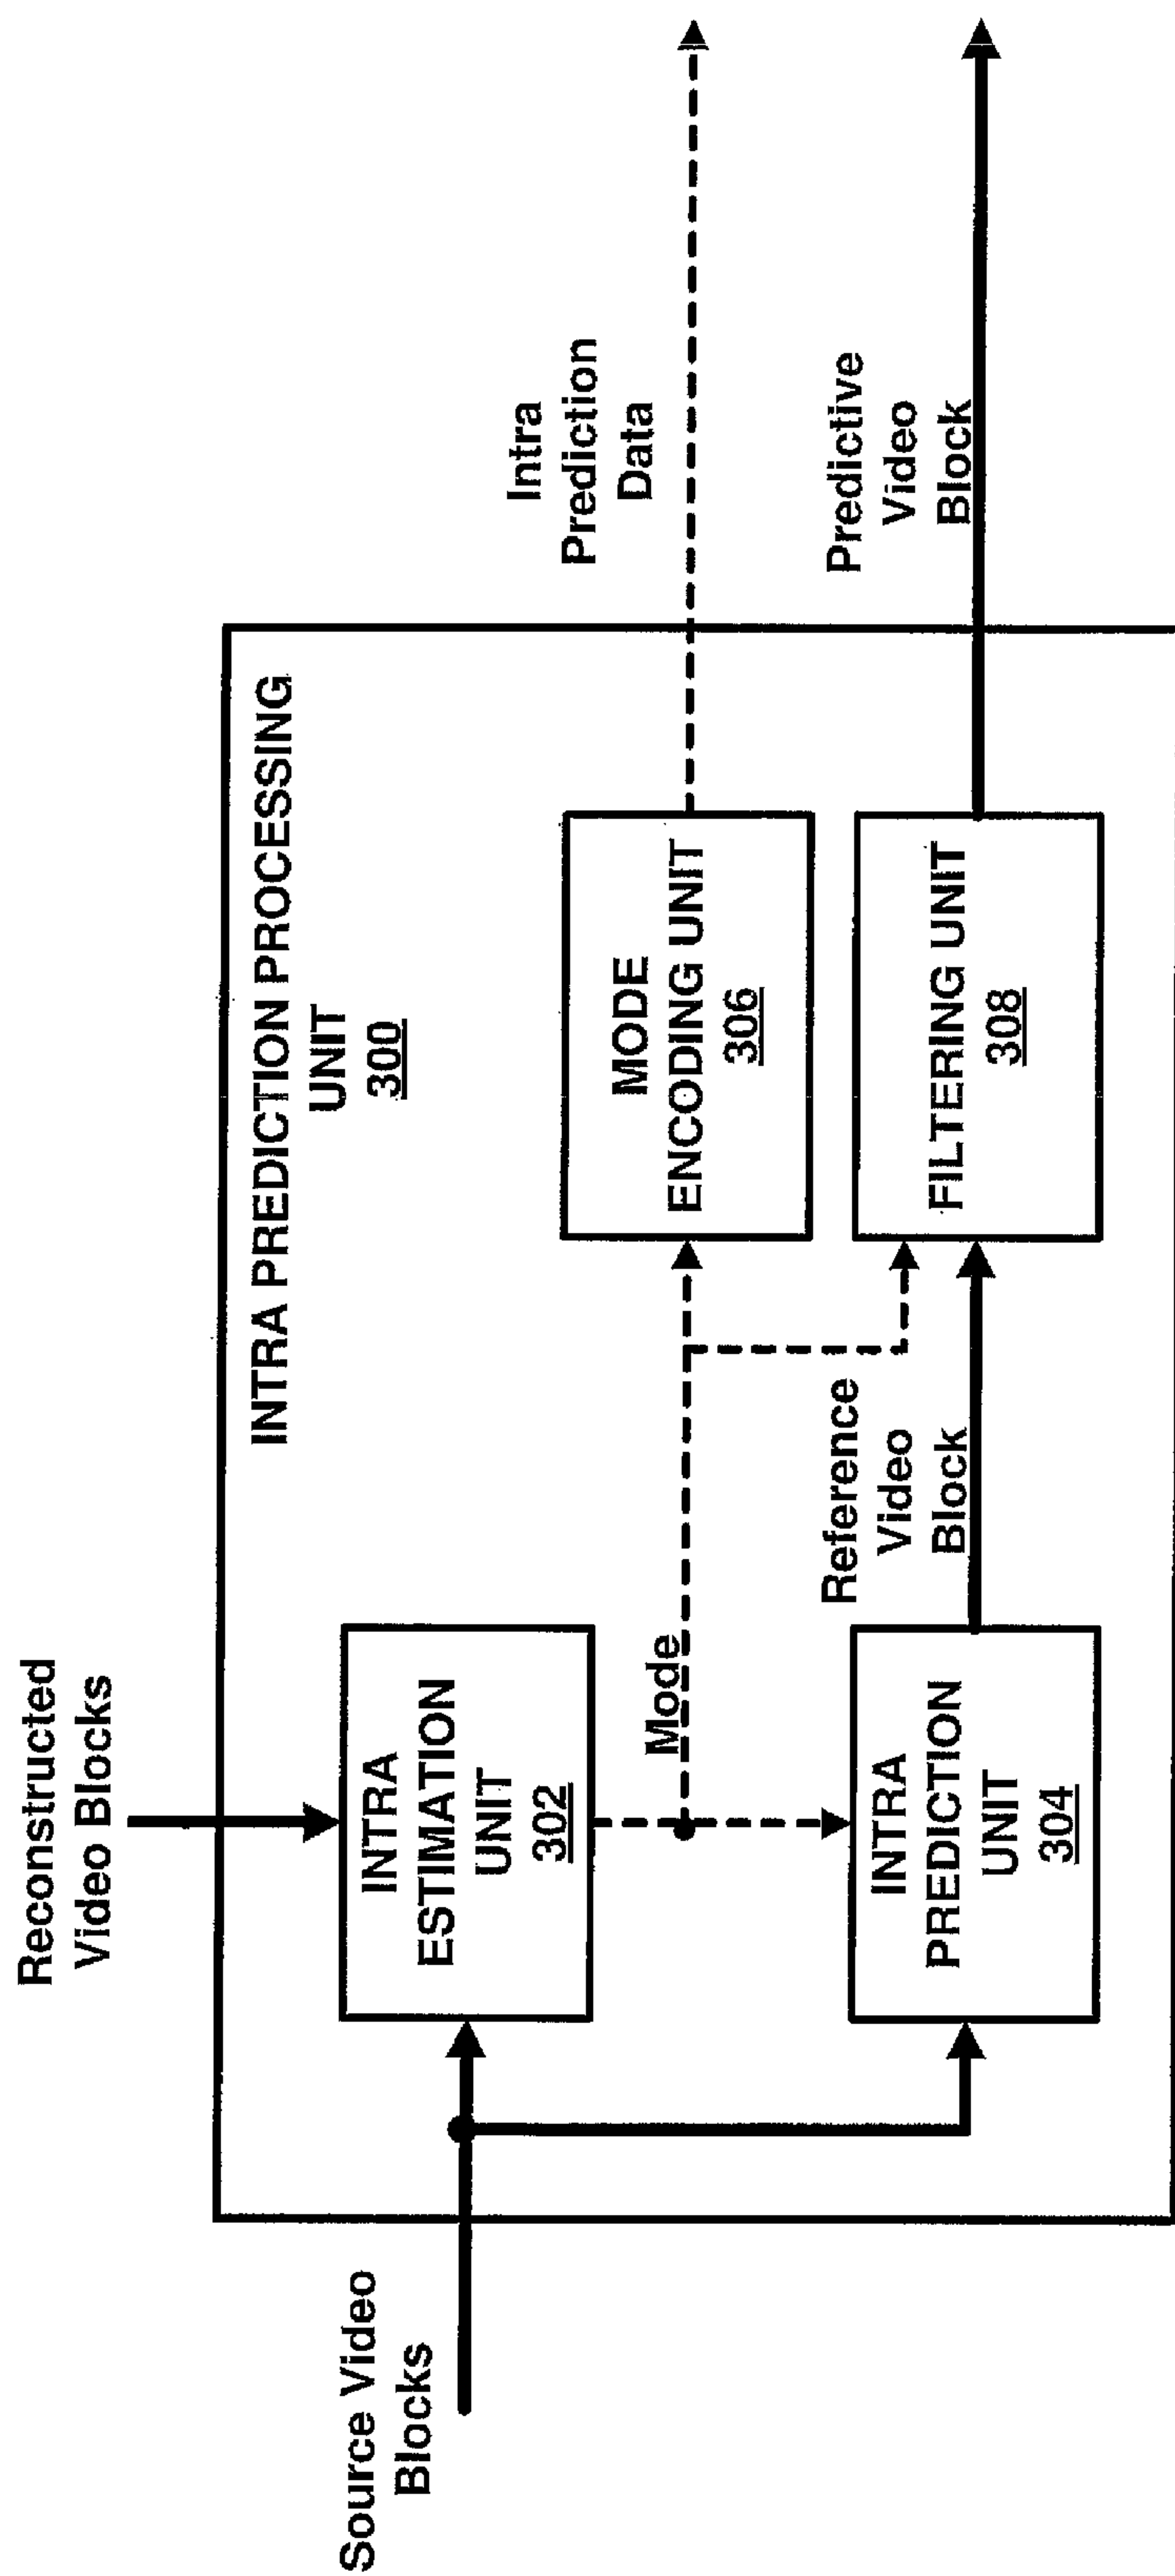 Reconstructed
Video Blocks
Source Video
Blocks
INTRA PREDICTION PROCESSING
UNIT
300
INTRA
ESTIMATION
UNIT
302
Mode
INTRA
PREDICTION
UNIT
304
Reference
Video
Block
MODE
ENCODING UNIT
306
FILTERING UNIT
308
Intra
Prediction
Data
Predictive
Video
Block